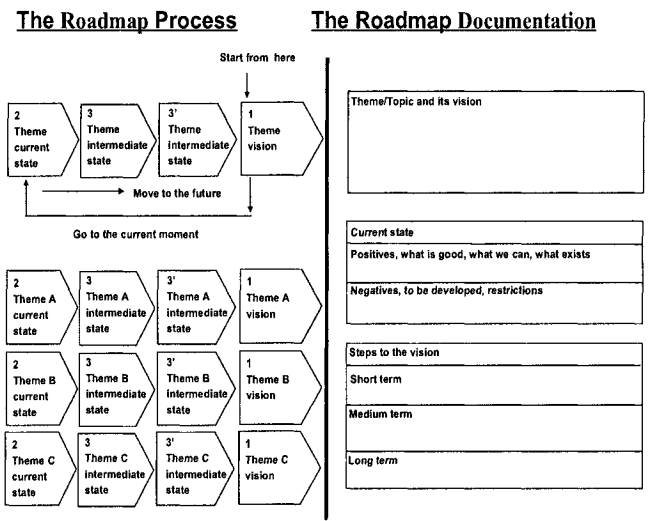 The Roadmap Process
The Roadmap Documentation
Start from here
2
Theme
current
state
3
Theme
intermediate
state
3'
Theme
intermediate
state
1
Theme
vision
Move to the future
Go to the current moment
2
Theme A
current
state
3
Theme A
intermediate
state
3'
Theme A
intermediate
state
1
Theme A
vision
2
Theme B
current
state
3
Theme B
intermediate
state
3'
Theme B
intermediate
state
1
Theme B
vision
2
Theme C
current
state
3
Theme C
intermediate
state
3'
Theme C
intermediate
state
1
Theme C
vision
Theme/Topic and its vision
Current state
Positives, what is good, what we can, what exists
Negatives, to be developed, restrictions
Steps to the vision
Short term
Medium term
Long term